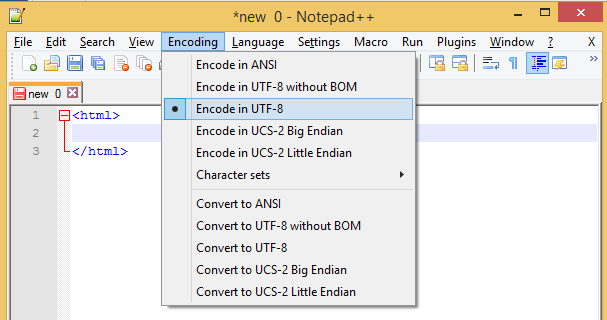 *new 0 - Notepad++
File Edit Search View Encoding Language Settings Macro Run Plugins Window ? X
new 0
Encode in ANSI
Encode in UTF-8 without BOM
Encode in UTF-8
Encode in UCS-2 Big Endian
Encode in UCS-2 Little Endian
Character sets
Convert to ANSI
Convert to UTF-8 without BOM
Convert to UTF-8
Convert to UCS-2 Big Endian
Convert to UCS-2 Little Endian
1 <html>
2
3 </html>